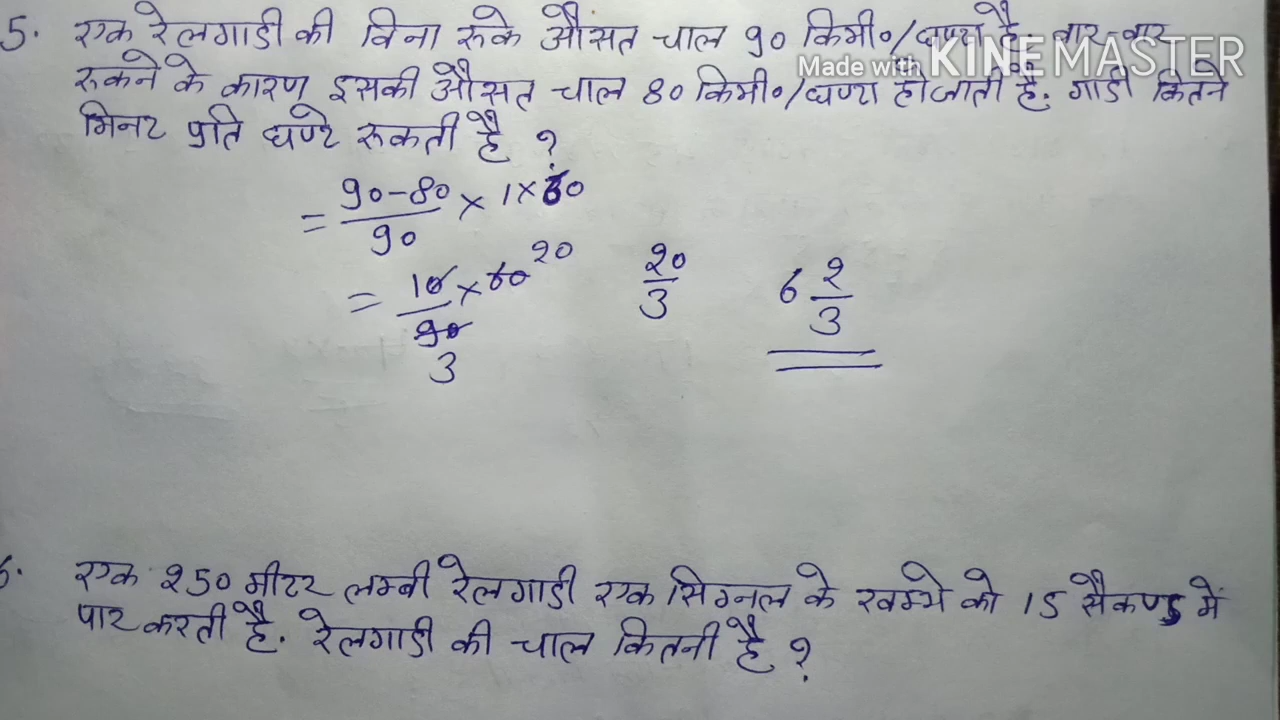 5. एक रेलगाडी की बिना रुके औसत चाल 90 किमी०/घण्टा है. बार-बार
Made with KINEMASTER
रुकने के कारण इसकी औसत चाल 80 किमी०/घण्टा हो जाती है. गाडी कितने
मिनट प्रति घण्टे रुकती है ?
= 90-80/90 × 1×60
= 10×60/90 20 3 20/3 6 2/3
6. एक 250 मीटर लम्बी रेलगाडी एक सिग्नल के खम्भे को 15 सैकण्ड में
पार करती है. रेलगाडी की चाल कितनी है ?